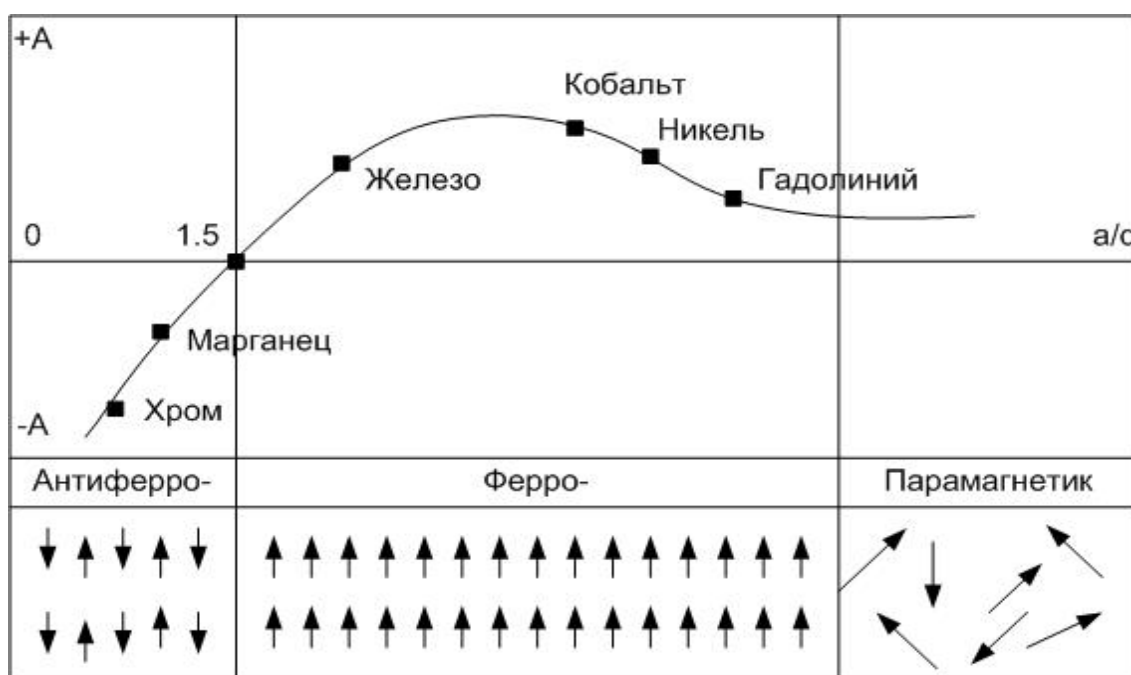 +A
Кобальт
Никель
Железо
Гадолиний
0
1.5
a/d
Марганец
Хром
-A
Антиферро-
Ферро-
Парамагнетик